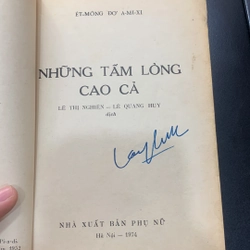 ÉT-MÔNG ĐỢ A-MI-XI
NHỮNG TẤM LÒNG
CAO CẢ
LÊ THỊ NGHIÊN — LÊ QUANG HUY
dịch
NHÀ XUẤT BẢN PHỤ NỮ
Hà Nội — 1974